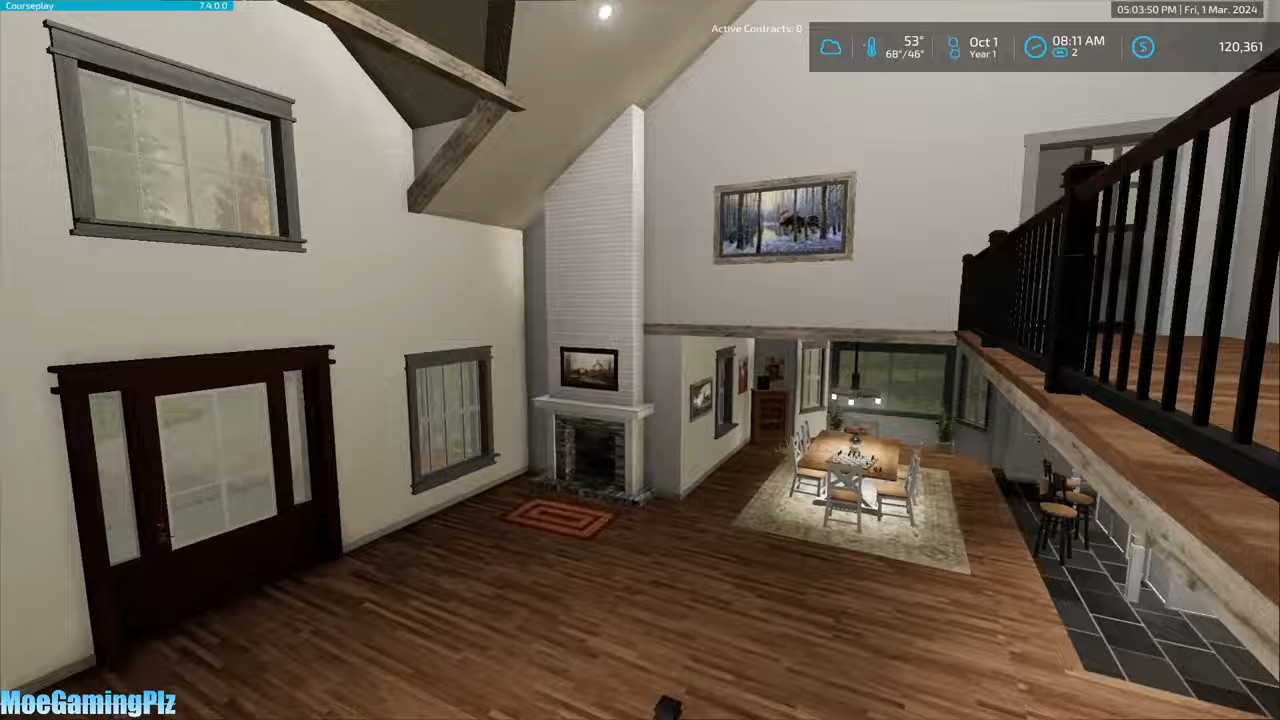 Courseplay 7.4.0.0
05:03:50 PM | Fri, 1 Mar. 2024
Active Contracts: 0
53°
68°/46°
Oct 1
Year 1
08:11 AM
2
120,361
MoeGamingPlz